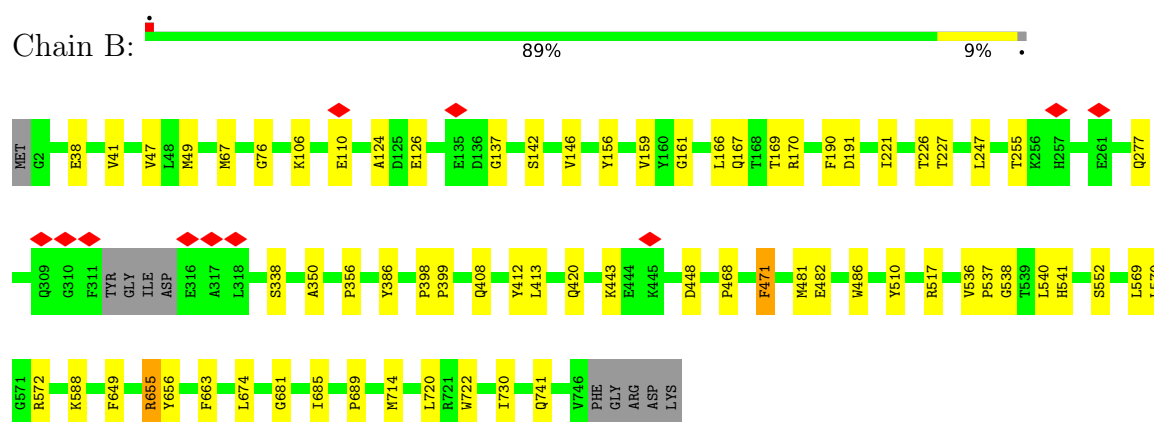 Chain B:
89%
9%
MET G2 E38 V41 V47 L48 M49 M67 G76 K106 E110 A124 D125 E126 E135 D136 G137 S142 V146 Y156 V159 Y160 G161 L166 Q167 T168 T169 R170 F190 D191 I221 T226 T227 L247 T255 K256 H257 E261 Q277
Q309 G310 F311 TYR GLY ILE ASP E316 A317 L318 S338 A350 P356 Y386 P398 P399 Q408 Y412 L413 Q420 K443 E444 K445 D448 P468 F471 M481 E482 W486 Y510 R517 V536 P537 G538 T539 L540 H541 S552 L569 L570
G571 R572 K588 F649 R655 Y656 F663 L674 G681 I685 P689 M714 L720 R721 W722 I730 Q741 V746 PHE GLY ARG ASP LYS